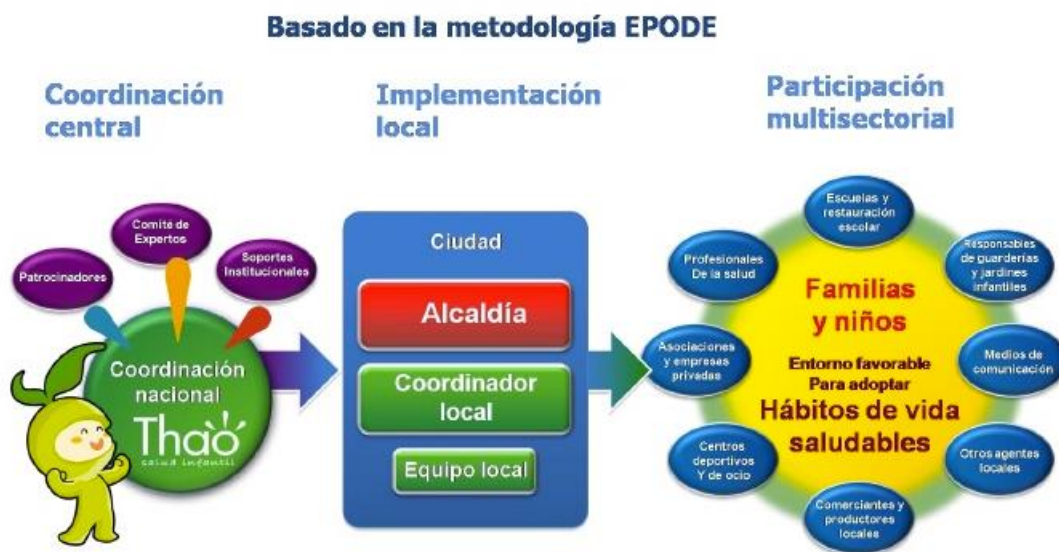 Basado en la metodología EPODE
Coordinación
central
Implementación
local
Participación
multisectorial
Patrocinadores
Comité de
Expertos
Soportes
Institucionales
Coordinación
nacional
Thaò
salud infantil
Ciudad
Alcaldía
Coordinador
local
Equipo local
Escuelas y
restauración
escolar
Profesionales
De la salud
Responsables
de guarderías
y jardines
infantiles
Asociaciones
y empresas
privadas
Medios de
comunicación
Centros
deportivos
Y de ocio
Otros agentes
locales
Comerciantes y
productores
locales
Familias
y niños
Entorno favorable
Para adoptar
Hábitos de vida
saludables